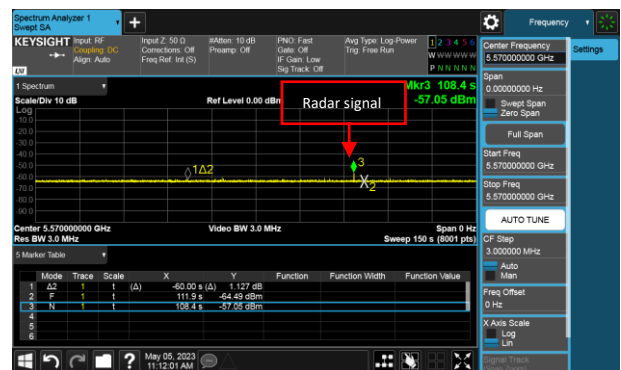 Spectrum Analyzer 1
Swept SA
+
Frequency
KEYSIGHT
Input: RF
Coupling: DC
Align: Auto
Input Z: 50 Ω
Corrections: Off
Freq Ref: Int (S)
#Atten: 10 dB
Preamp: Off
PNO: Fast
Gate: Off
IF Gain: Low
Sig Track: Off
Avg Type: Log-Power
Trig: Free Run
1 2 3 4 5 6
W W W W W W
P N N N N N
LXI
Center Frequency
5.570000000 GHz
Settings
Span
0.00000000 Hz
Swept Span
Zero Span
Full Span
Start Freq
5.570000000 GHz
Stop Freq
5.570000000 GHz
AUTO TUNE
CF Step
3.000000 MHz
Auto
Man
Freq Offset
0 Hz
X Axis Scale
Log
Lin
Signal Track
(Span Zoom)
1 Spectrum
Scale/Div 10 dB
Ref Level 0.00 dBm
Mkr3 108.4 s
-57.05 dBm
Radar signal
Log
-10.0
-20.0
-30.0
-40.0
-50.0
-60.0
-70.0
-80.0
-90.0
1Δ2
3
X2
Center 5.570000000 GHz
Res BW 3.0 MHz
Video BW 3.0 MHz
Span 0 Hz
Sweep 150 s (8001 pts)
5 Marker Table
Mode Trace Scale X Y Function Function Width Function Value
1 Δ2 1 t (Δ) -60.00 s (Δ) 1.127 dB
2 F 1 t 111.9 s -64.49 dBm
3 N 1 t 108.4 s -57.05 dBm
4
5
6
?
May 05, 2023
11:12:01 AM